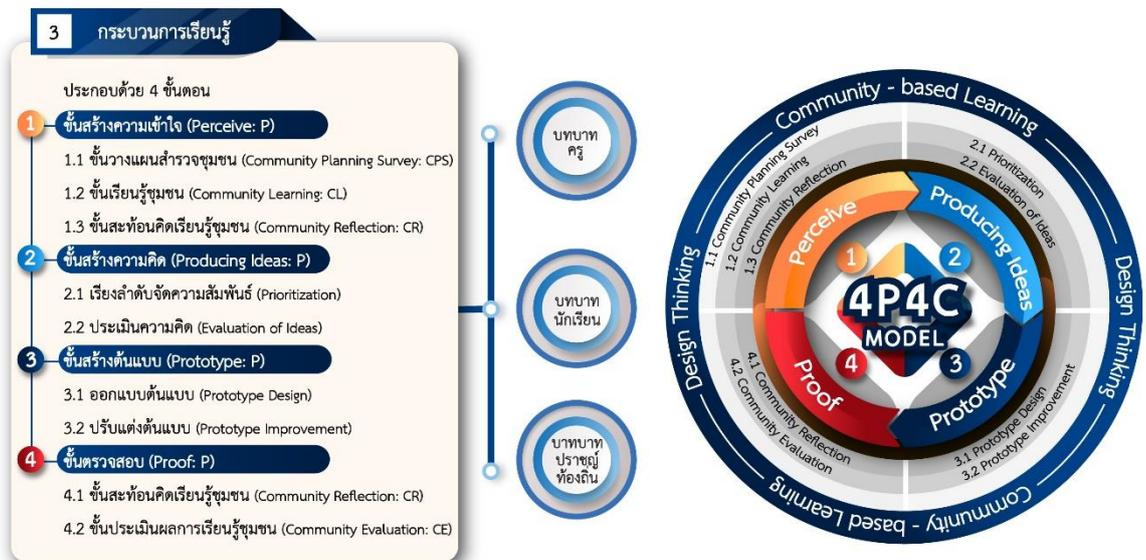 3 กระบวนการเรียนรู้
ประกอบด้วย 4 ขั้นตอน
1 ขั้นสร้างความเข้าใจ (Perceive: P)
1.1 ขั้นวางแผนสำรวจชุมชน (Community Planning Survey: CPS)
1.2 ขั้นเรียนรู้ชุมชน (Community Learning: CL)
1.3 ขั้นสะท้อนคิดเรียนรู้ชุมชน (Community Reflection: CR)
2 ขั้นสร้างความคิด (Producing Ideas: P)
2.1 เรียงลำดับจัดความสัมพันธ์ (Prioritization)
2.2 ประเมินความคิด (Evaluation of Ideas)
3 ขั้นสร้างต้นแบบ (Prototype: P)
3.1 ออกแบบต้นแบบ (Prototype Design)
3.2 ปรับแต่งต้นแบบ (Prototype Improvement)
4 ขั้นตรวจสอบ (Proof: P)
4.1 ขั้นสะท้อนคิดเรียนรู้ชุมชน (Community Reflection: CR)
4.2 ขั้นประเมินผลการเรียนรู้ชุมชน (Community Evaluation: CE)
บทบาท
ครู
บทบาท
นักเรียน
บาทบาท
ปราชญ์
ท้องถิ่น
Community - based Learning
Design Thinking
Design Thinking
Community - based Learning
1.1 Community Planning Survey
1.2 Community Learning
1.3 Community Reflection
2.1 Prioritization
2.2 Evaluation of Ideas
3.1 Prototype Design
3.2 Prototype Improvement
4.1 Community Reflection
4.2 Community Evaluation
Perceive
Producing Ideas
Prototype
Proof
1
2
4P4C
MODEL
4
3